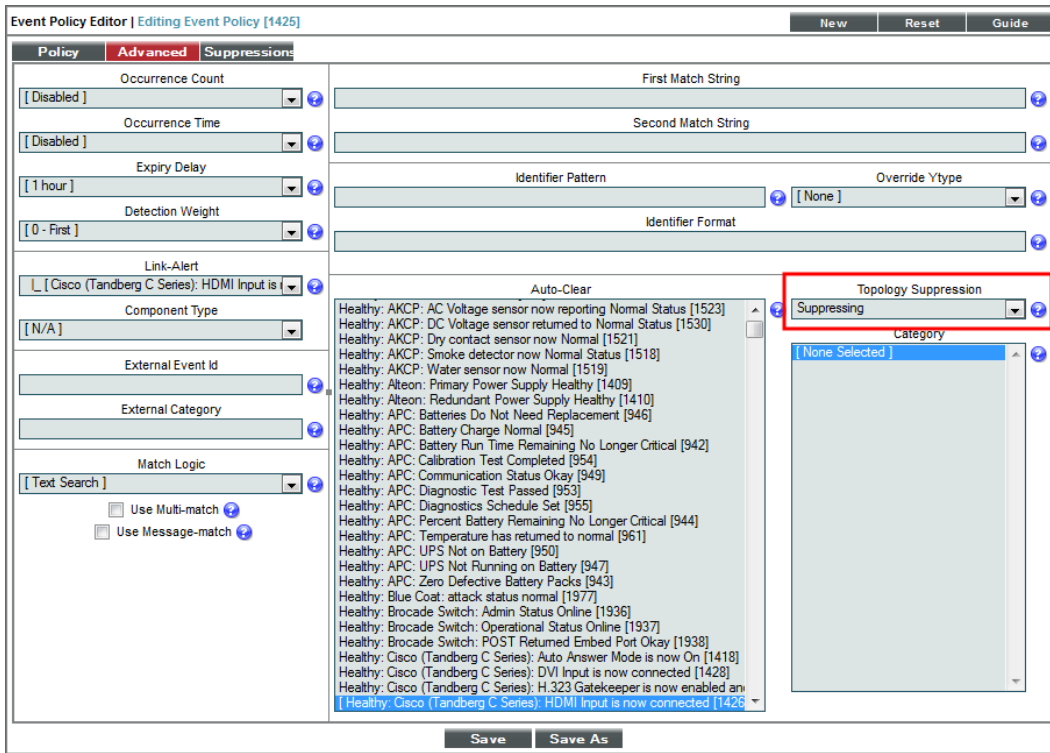 Event Policy Editor | Editing Event Policy [1425]
New Reset Guide
Policy Advanced Suppressions
Occurrence Count
[ Disabled ]
Occurrence Time
[ Disabled ]
Expiry Delay
[ 1 hour ]
Detection Weight
[ 0 - First ]
Link-Alert
|_ [ Cisco (Tandberg C Series): HDMI Input is
Component Type
[ N/A ]
External Event Id
External Category
Match Logic
[ Text Search ]
Use Multi-match
Use Message-match
First Match String
Second Match String
Identifier Pattern
Override Ytype
[ None ]
Identifier Format
Auto-Clear
Healthy: AKCP: AC Voltage sensor now reporting Normal Status [1523]
Healthy: AKCP: DC Voltage sensor returned to Normal Status [1530]
Healthy: AKCP: Dry contact sensor now Normal [1521]
Healthy: AKCP: Smoke detector now Normal Status [1518]
Healthy: AKCP: Water sensor now Normal [1519]
Healthy: Alteon: Primary Power Supply Healthy [1409]
Healthy: Alteon: Redundant Power Supply Healthy [1410]
Healthy: APC: Batteries Do Not Need Replacement [946]
Healthy: APC: Battery Charge Normal [945]
Healthy: APC: Battery Run Time Remaining No Longer Critical [942]
Healthy: APC: Calibration Test Completed [954]
Healthy: APC: Communication Status Okay [949]
Healthy: APC: Diagnostic Test Passed [953]
Healthy: APC: Diagnostics Schedule Set [955]
Healthy: APC: Percent Battery Remaining No Longer Critical [944]
Healthy: APC: Temperature has returned to normal [961]
Healthy: APC: UPS Not on Battery [950]
Healthy: APC: UPS Not Running on Battery [947]
Healthy: APC: Zero Defective Battery Packs [943]
Healthy: Blue Coat: attack status normal [1977]
Healthy: Brocade Switch: Admin Status Online [1936]
Healthy: Brocade Switch: Operational Status Online [1937]
Healthy: Brocade Switch: POST Returned Embed Port Okay [1938]
Healthy: Cisco (Tandberg C Series): Auto Answer Mode is now On [1418]
Healthy: Cisco (Tandberg C Series): DVI Input is now connected [1428]
Healthy: Cisco (Tandberg C Series): H.323 Gatekeeper is now enabled an
[ Healthy: Cisco (Tandberg C Series): HDMI Input is now connected [1426
Topology Suppression
Suppressing
Category
[ None Selected ]
Save Save As